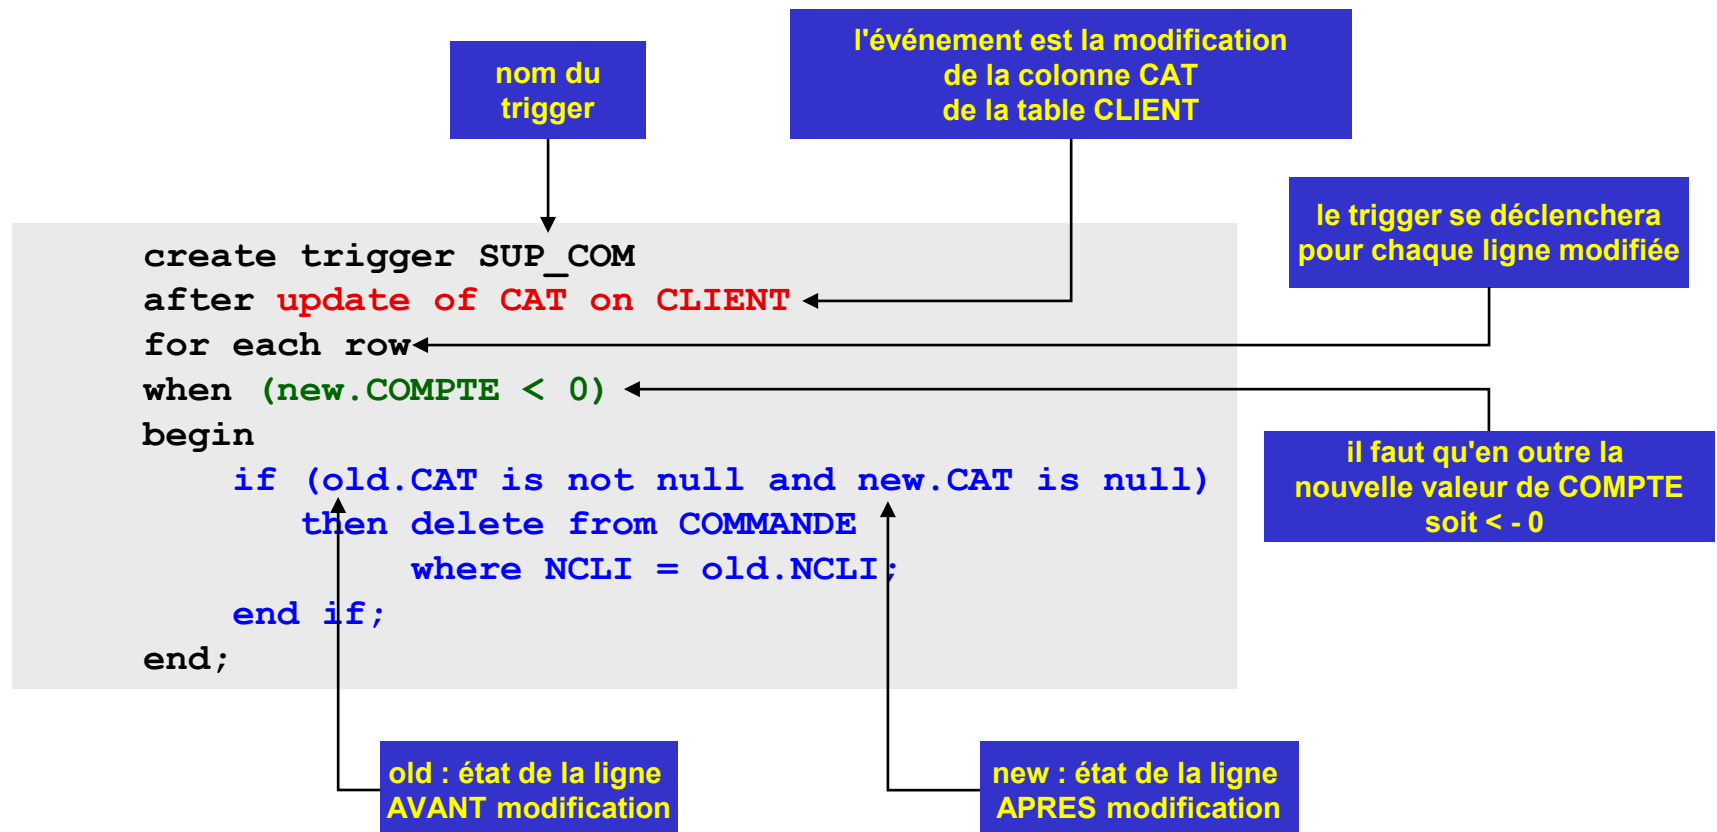 nom du
trigger
l'événement est la modification
de la colonne CAT
de la table CLIENT
le trigger se déclenchera
pour chaque ligne modifiée
create trigger SUP_COM
after update of CAT on CLIENT
for each row
when (new.COMPTE < 0)
begin
if (old.CAT is not null and new.CAT is null)
then delete from COMMANDE
where NCLI = old.NCLI;
end if;
end;
il faut qu'en outre la
nouvelle valeur de COMPTE
soit < - 0
old : état de la ligne
AVANT modification
new : état de la ligne
APRES modification